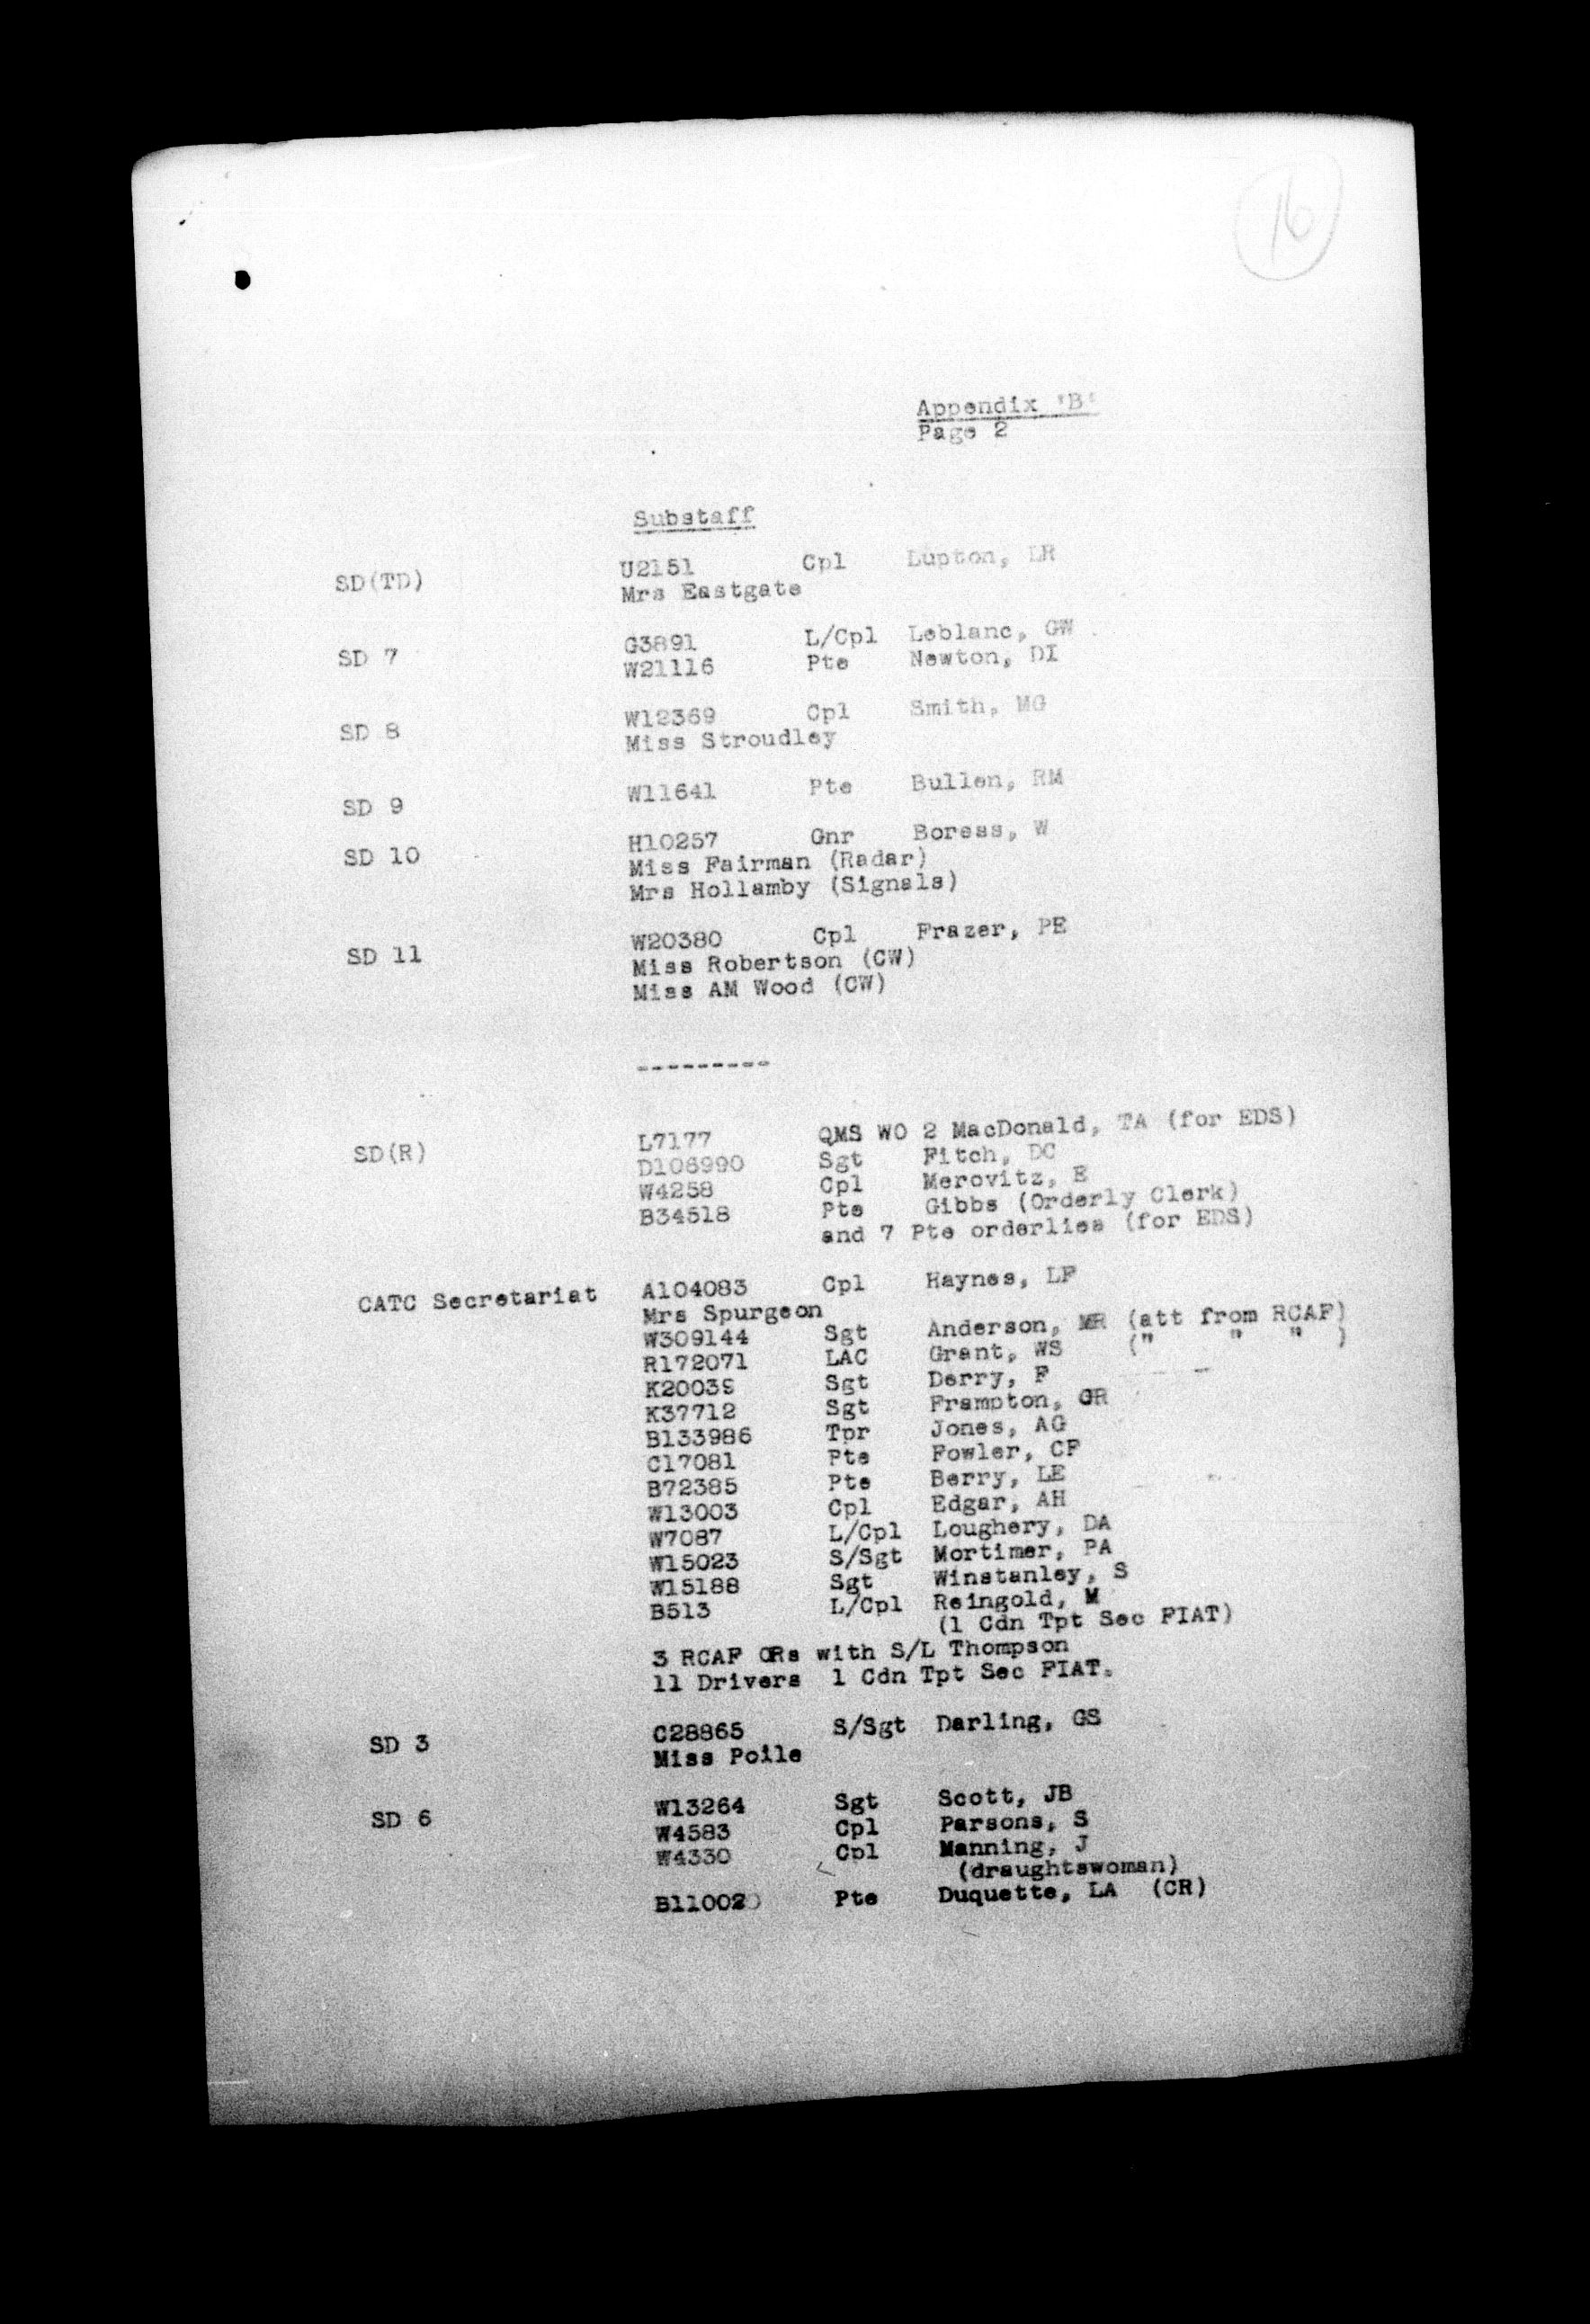 16
Appendix 'B'
Page 2
Substaff
SD(TD) U2151 Cpl Lupton, LR
Mrs Eastgate
SD 7 G3891 L/Cpl Leblanc, GW
W21116 Pte Newton, DI
SD 8 W12369 Cpl Smith, MG
Miss Stroudley
SD 9 W11641 Pte Bullen, RM
SD 10 H10257 Gnr Boress, W
Miss Fairman (Radar)
Mrs Hollamby (Signals)
SD 11 W20380 Cpl Frazer, PE
Miss Robertson (CW)
Miss AM Wood (CW)
---------
SD(R) L7177 QMS WO 2 MacDonald, TA (for EDS)
D106990 Sgt Fitch, DC
W4258 Cpl Merovitz, E
B34518 Pte Gibbs (Orderly Clerk)
and 7 Pte orderlies (for EDS)
CATC Secretariat A104083 Cpl Haynes, LF
Mrs Spurgeon
W309144 Sgt Anderson, MR (att from RCAF)
R172071 LAC Grant, WS (" " " )
K20039 Sgt Derry, F
K37712 Sgt Frampton, GR
B133986 Tpr Jones, AG
C17081 Pte Fowler, CF
B72385 Pte Berry, LE
W13003 Cpl Edgar, AH
W7087 L/Cpl Loughery, DA
W15023 S/Sgt Mortimer, PA
W15188 Sgt Winstanley, S
B513 L/Cpl Reingold, M
(1 Cdn Tpt Sec FIAT)
3 RCAF ORs with S/L Thompson
11 Drivers 1 Cdn Tpt Sec FIAT.
SD 3 C28865 S/Sgt Darling, GS
Miss Poile
SD 6 W13264 Sgt Scott, JB
W4583 Cpl Parsons, S
W4330 Cpl Manning, J
(draughtswoman)
B110020 Pte Duquette, LA (CR)